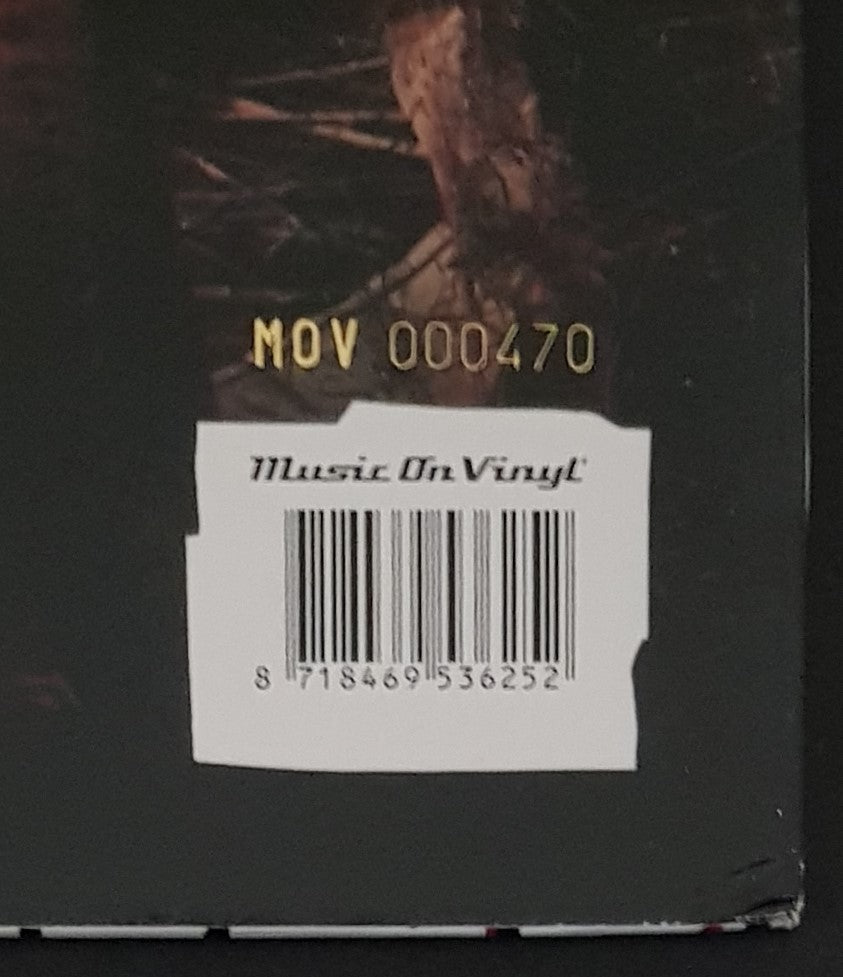 MOV 000470
Music On Vinyl
8 718469 536252